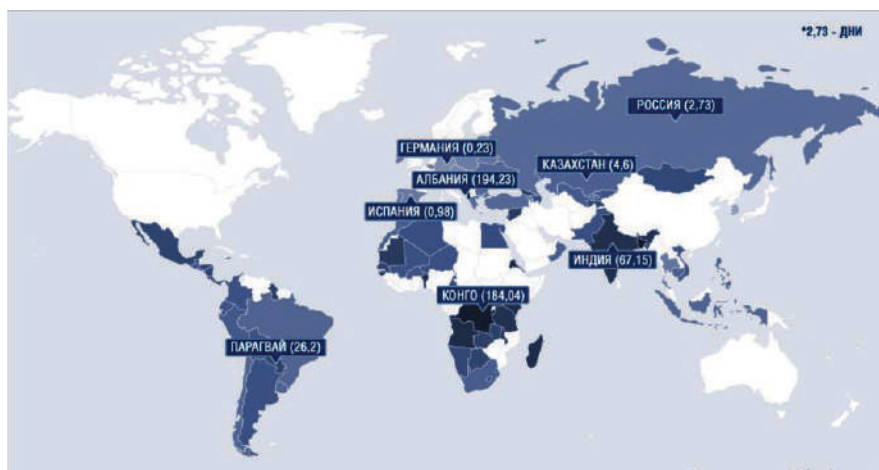 *2,73 - ДНИ
РОССИЯ (2,73)
ГЕРМАНИЯ (0,23)
КАЗАХСТАН (4,6)
АЛБАНИЯ (194,23)
ИСПАНИЯ (0,98)
ИНДИЯ (67,15)
КОНГО (184,04)
ПАРАГВАЙ (26,2)